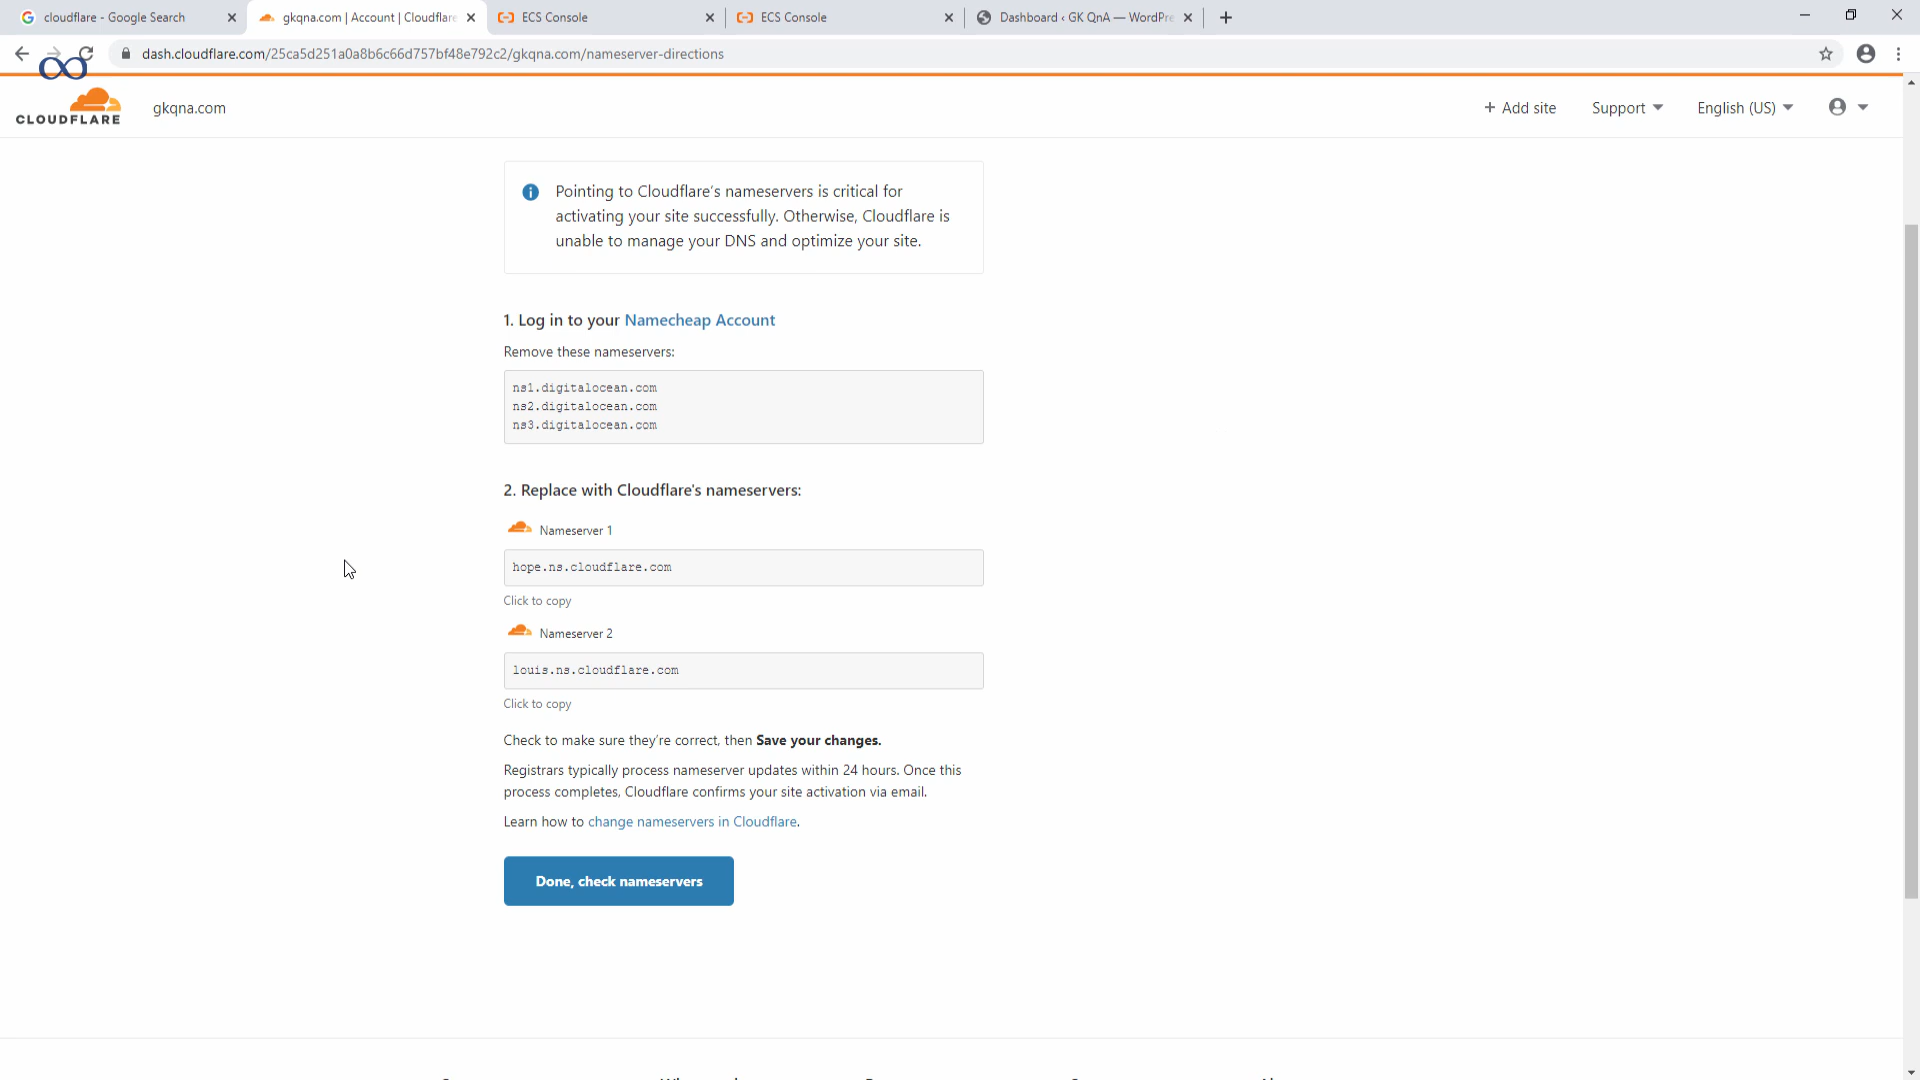 cloudflare - Google Search
gkqna.com | Account | Cloudflare
ECS Console
ECS Console
Dashboard ‹ GK QnA — WordPre
dash.cloudflare.com/25ca5d251a0a8b6c66d757bf48e792c2/gkqna.com/nameserver-directions
CLOUDFLARE
gkqna.com
+ Add site
Support
English (US)
Pointing to Cloudflare's nameservers is critical for
activating your site successfully. Otherwise, Cloudflare is
unable to manage your DNS and optimize your site.
1. Log in to your Namecheap Account
Remove these nameservers:
ns1.digitalocean.com
ns2.digitalocean.com
ns3.digitalocean.com
2. Replace with Cloudflare's nameservers:
Nameserver 1
hope.ns.cloudflare.com
Click to copy
Nameserver 2
louis.ns.cloudflare.com
Click to copy
Check to make sure they're correct, then Save your changes.
Registrars typically process nameserver updates within 24 hours. Once this
process completes, Cloudflare confirms your site activation via email.
Learn how to change nameservers in Cloudflare.
Done, check nameservers